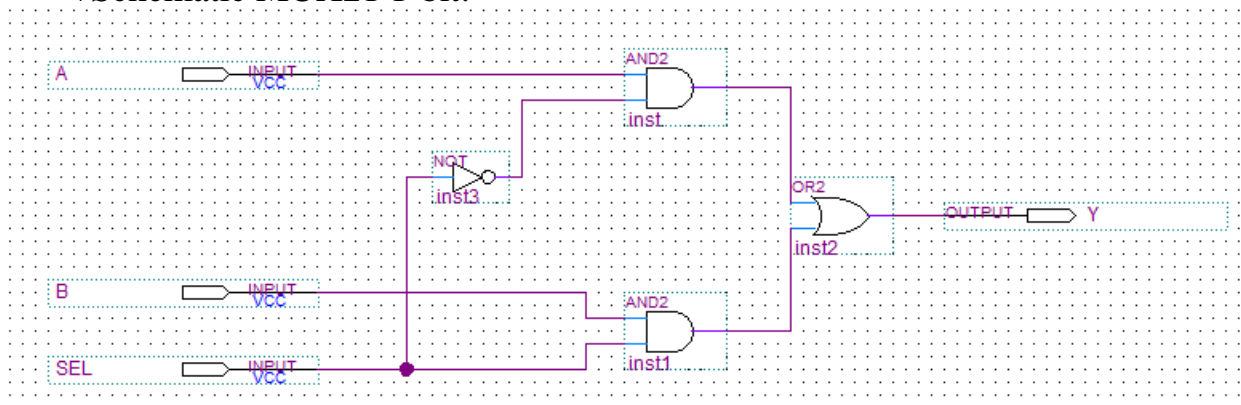 AND2
A INPUT
VCC
inst
NOT
inst3
OR2
OUTPUT Y
inst2
B INPUT
VCC
AND2
SEL INPUT
VCC
inst1